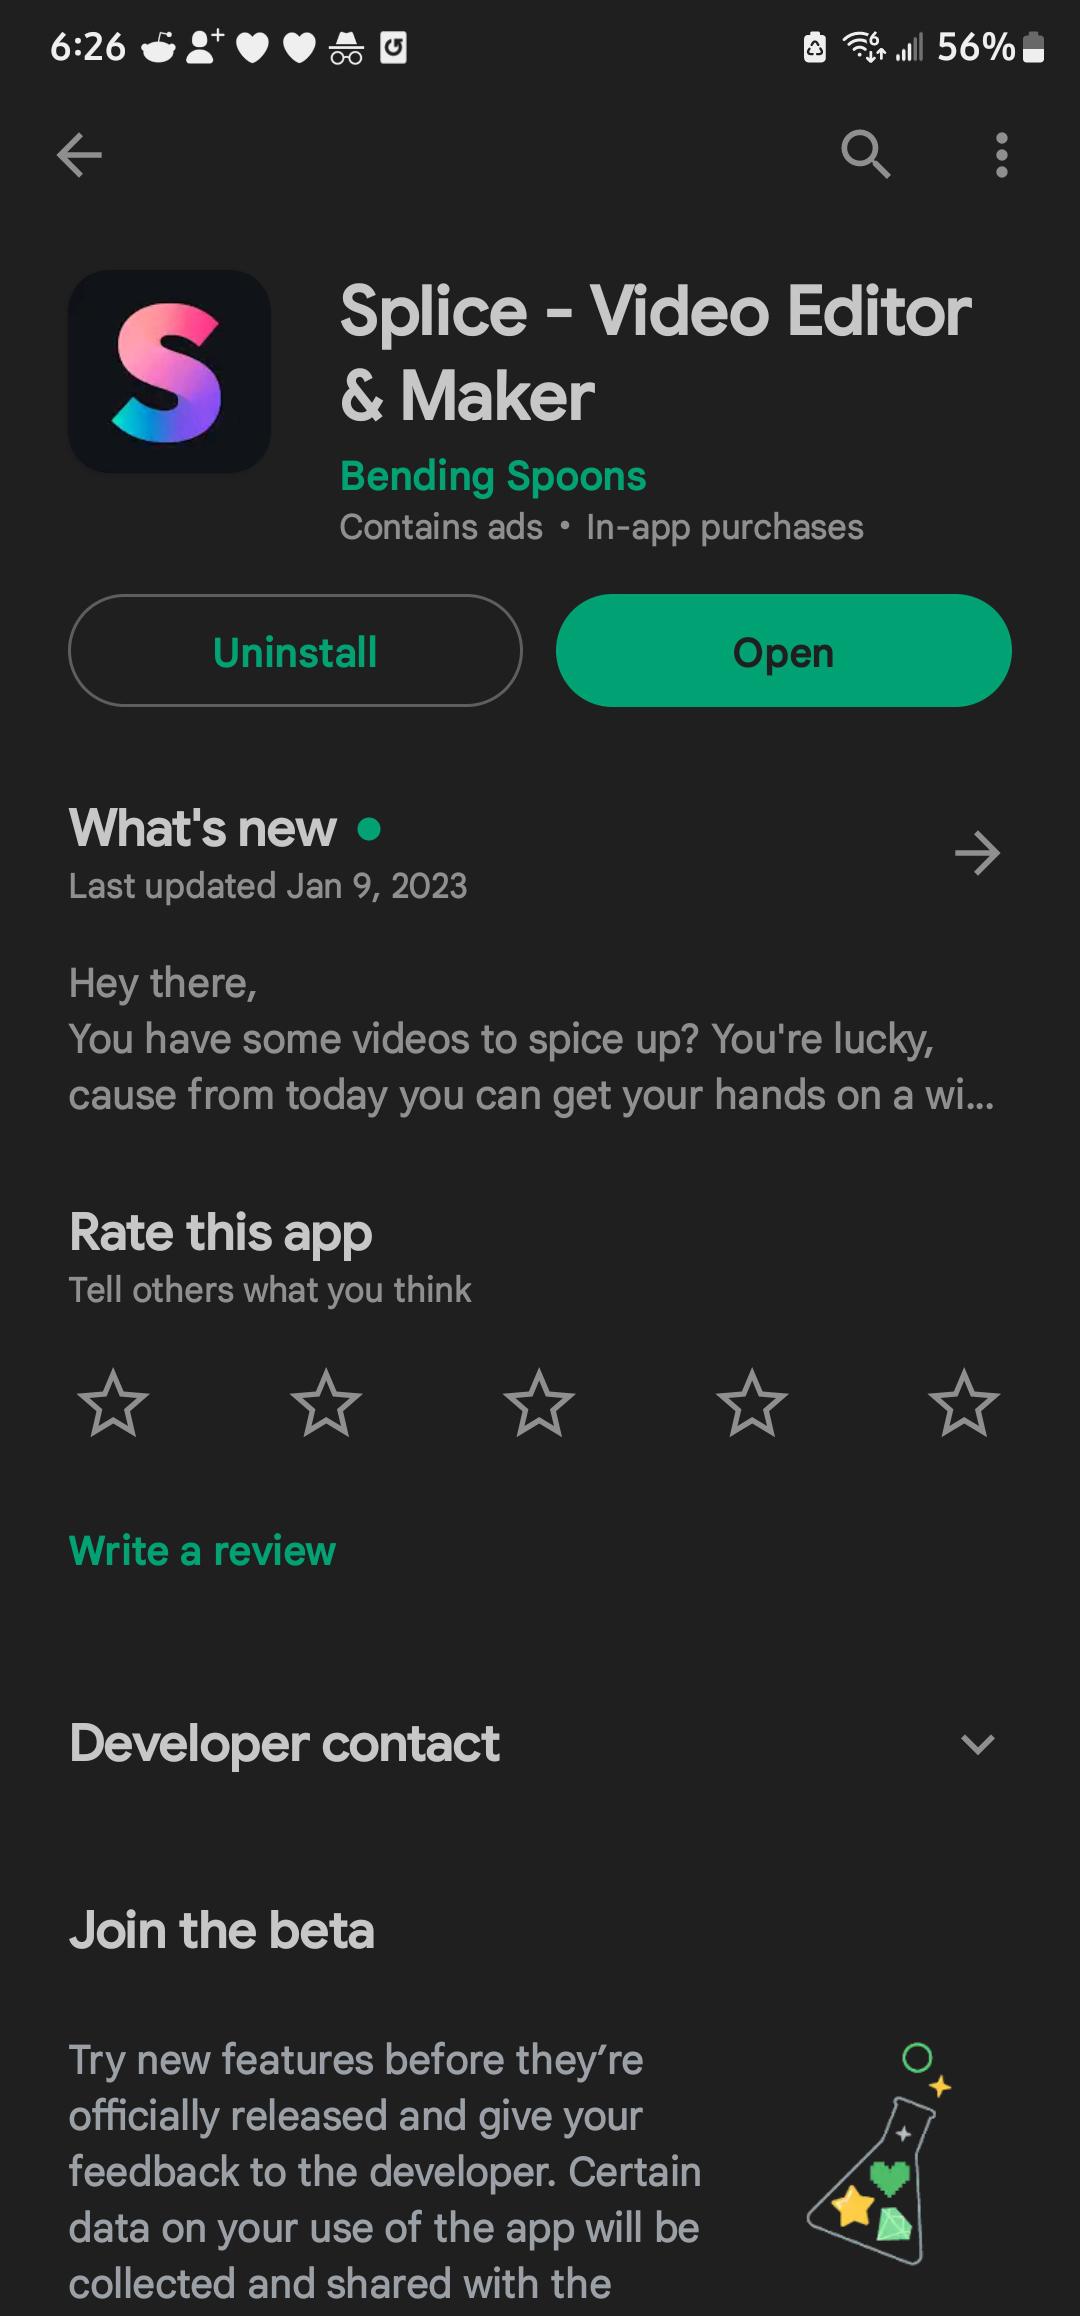 6:26
6
56%
Splice - Video Editor
& Maker
Bending Spoons
Contains ads • In-app purchases
Uninstall
Open
What's new
Last updated Jan 9, 2023
Hey there,
You have some videos to spice up? You're lucky,
cause from today you can get your hands on a wi...
Rate this app
Tell others what you think
Write a review
Developer contact
Join the beta
Try new features before they’re
officially released and give your
feedback to the developer. Certain
data on your use of the app will be
collected and shared with the